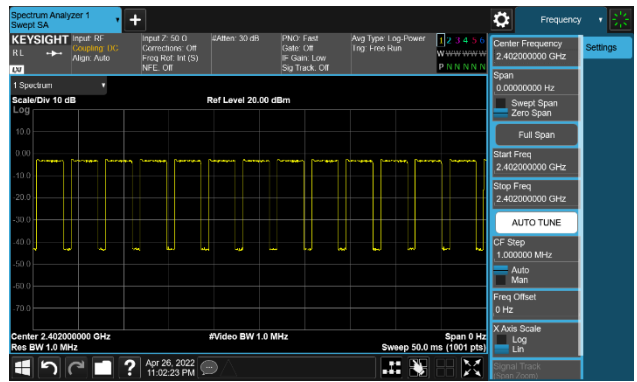 Spectrum Analyzer 1
Swept SA
Frequency
KEYSIGHT
RL
Input: RF
Coupling: DC
Align: Auto
Input Z: 50 Ω
Corrections: Off
Freq Ref: Int (S)
NFE: Off
#Atten: 30 dB
PNO: Fast
Gate: Off
IF Gain: Low
Sig Track: Off
Avg Type: Log-Power
Trig: Free Run
1 2 3 4 5 6
W W W W W W
P N N N N N
1 Spectrum
Scale/Div 10 dB
Ref Level 20.00 dBm
Log
10.0
0.00
-10.0
-20.0
-30.0
-40.0
-50.0
-60.0
-70.0
Center 2.402000000 GHz
#Video BW 1.0 MHz
Span 0 Hz
Res BW 1.0 MHz
Sweep 50.0 ms (1001 pts)
Apr 26, 2022
11:02:23 PM
Center Frequency
2.402000000 GHz
Settings
Span
0.00000000 Hz
Swept Span
Zero Span
Full Span
Start Freq
2.402000000 GHz
Stop Freq
2.402000000 GHz
AUTO TUNE
CF Step
1.000000 MHz
Auto
Man
Freq Offset
0 Hz
X Axis Scale
Log
Lin
Signal Track
(Span Zoom)